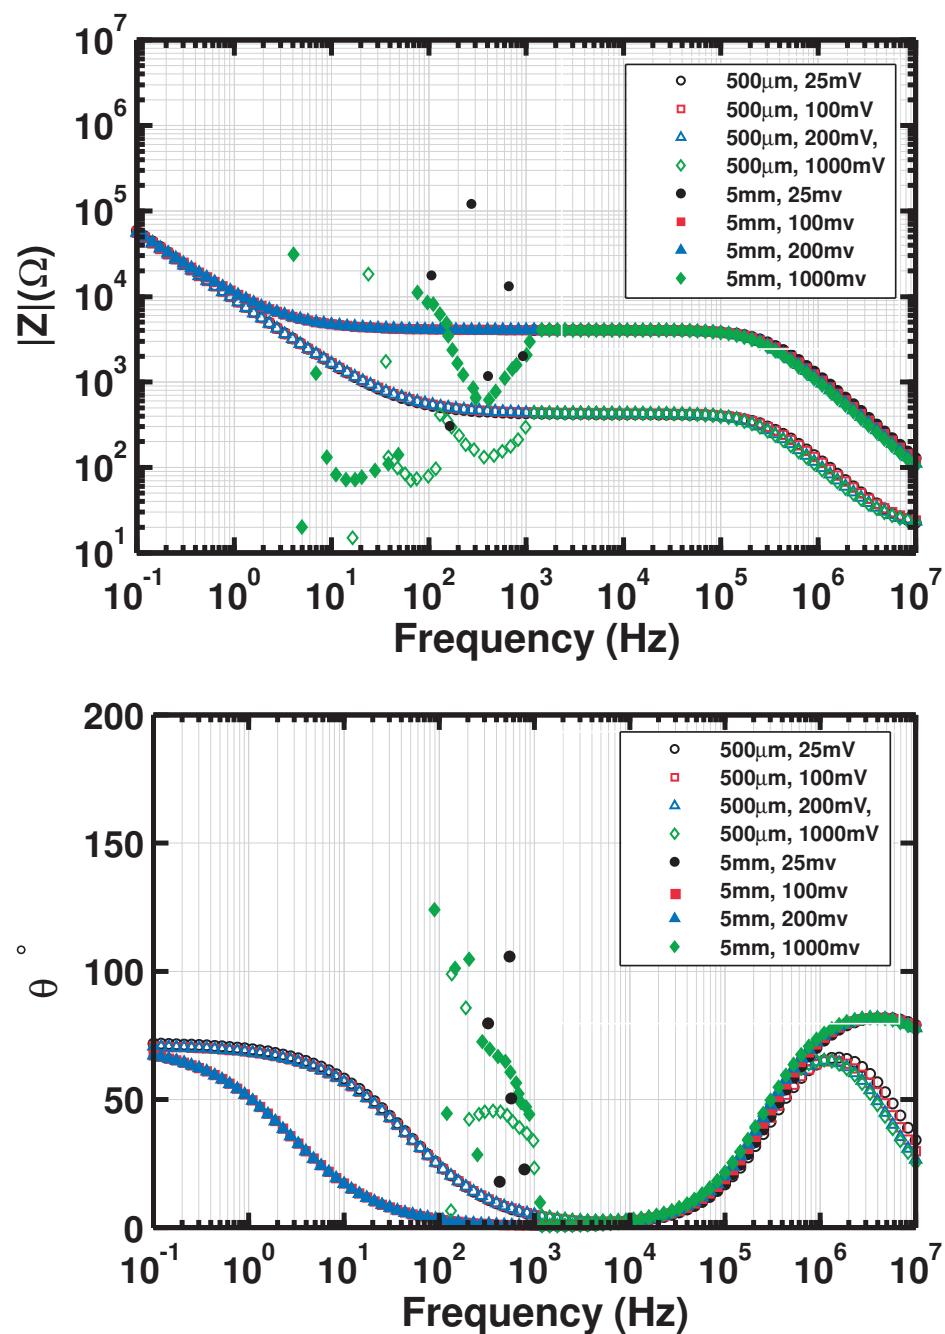 10^7
10^6
10^5
10^4
10^3
10^2
10^1
|Z|(Ω)
500μm, 25mV
500μm, 100mV
500μm, 200mV,
500μm, 1000mV
5mm, 25mv
5mm, 100mv
5mm, 200mv
5mm, 1000mv
10^-1 10^0 10^1 10^2 10^3 10^4 10^5 10^6 10^7
Frequency (Hz)
200
150
100
50
0
θ °
500μm, 25mV
500μm, 100mV
500μm, 200mV,
500μm, 1000mV
5mm, 25mv
5mm, 100mv
5mm, 200mv
5mm, 1000mv
10^-1 10^0 10^1 10^2 10^3 10^4 10^5 10^6 10^7
Frequency (Hz)